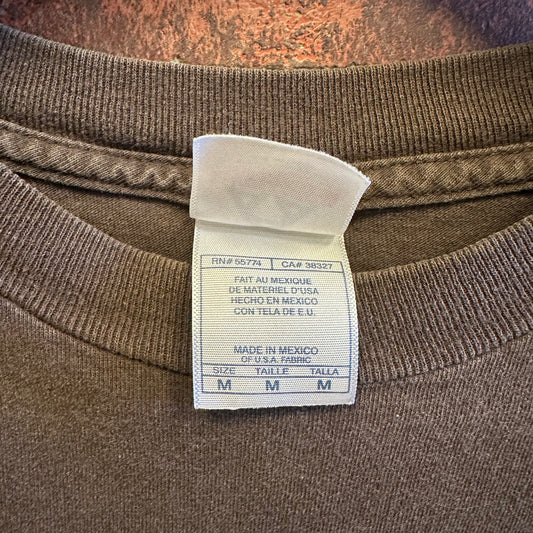 RN# 55774 CA# 38327
FAIT AU MEXIQUE
DE MATERIEL D'USA
HECHO EN MEXICO
CON TELA DE E.U.
MADE IN MEXICO
OF U.S.A. FABRIC
SIZE TAILLE TALLA
M M M